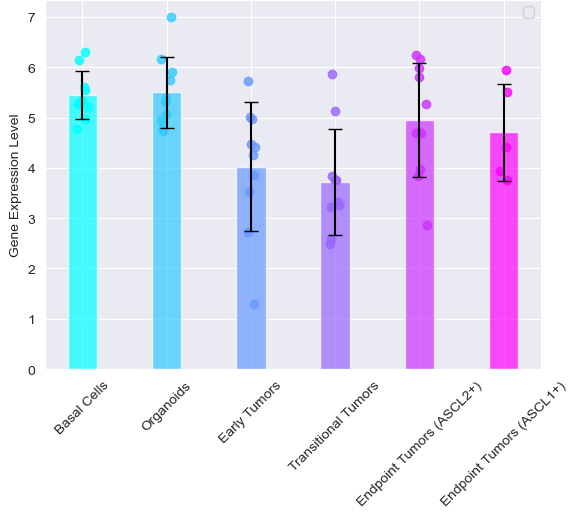 Gene Expression Level
7
6
5
4
3
2
1
0
Basal Cells
Organoids
Early Tumors
Transitional Tumors
Endpoint Tumors (ASCL2+)
Endpoint Tumors (ASCL1+)